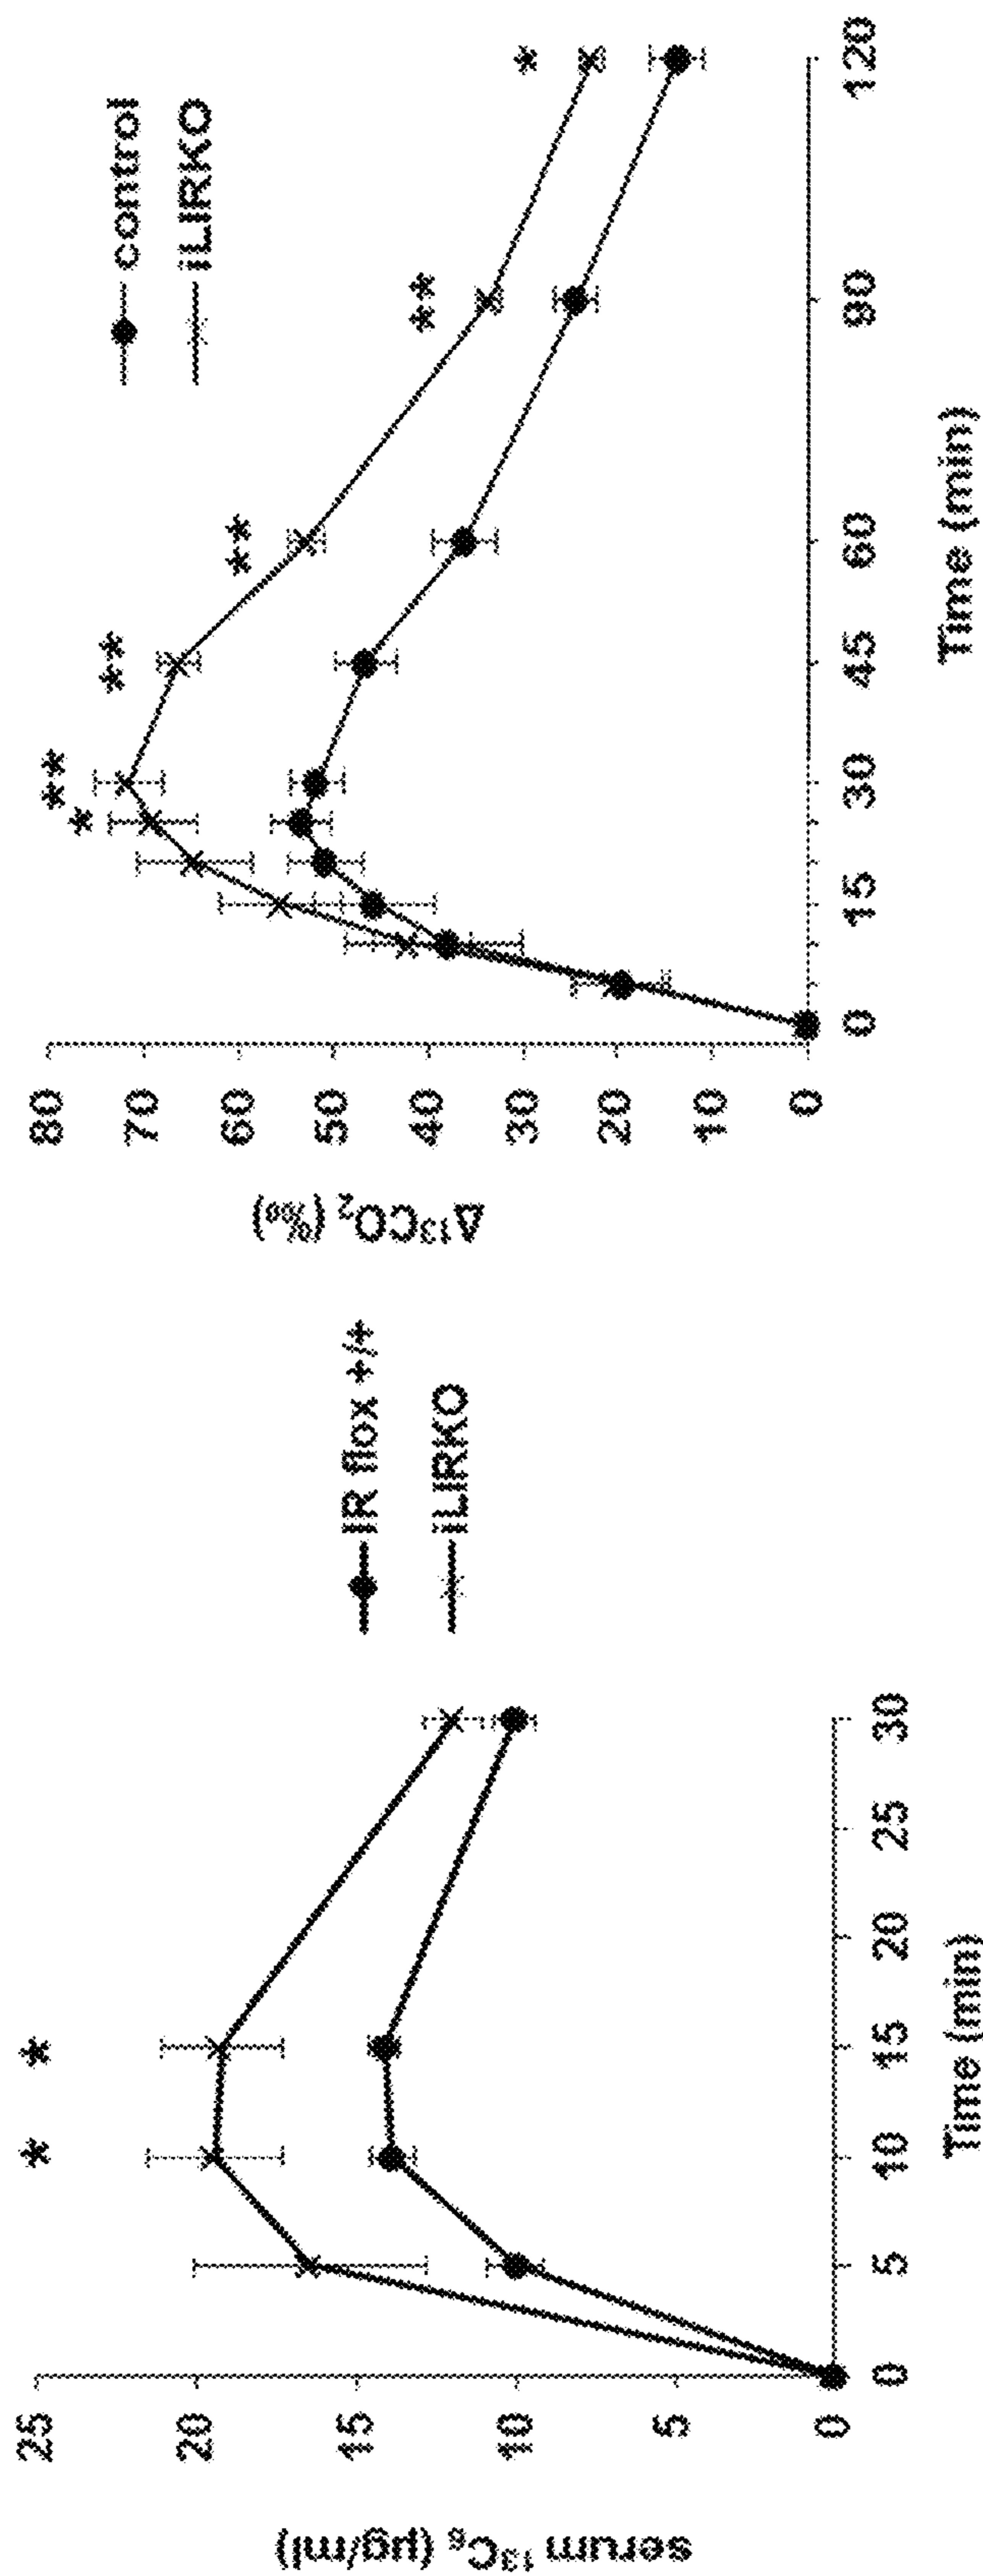 serum ¹³C₆ (µg/ml)
25
20
15
10
5
0
* *
0 5 10 15 20 25 30
Time (min)
IR flox +/+
iLIRKO
Δ¹³CO₂ (‰)
80
70
60
50
40
30
20
10
0
* ** ** ** ** *
0 15 30 45 60 90 120
Time (min)
control
iLIRKO